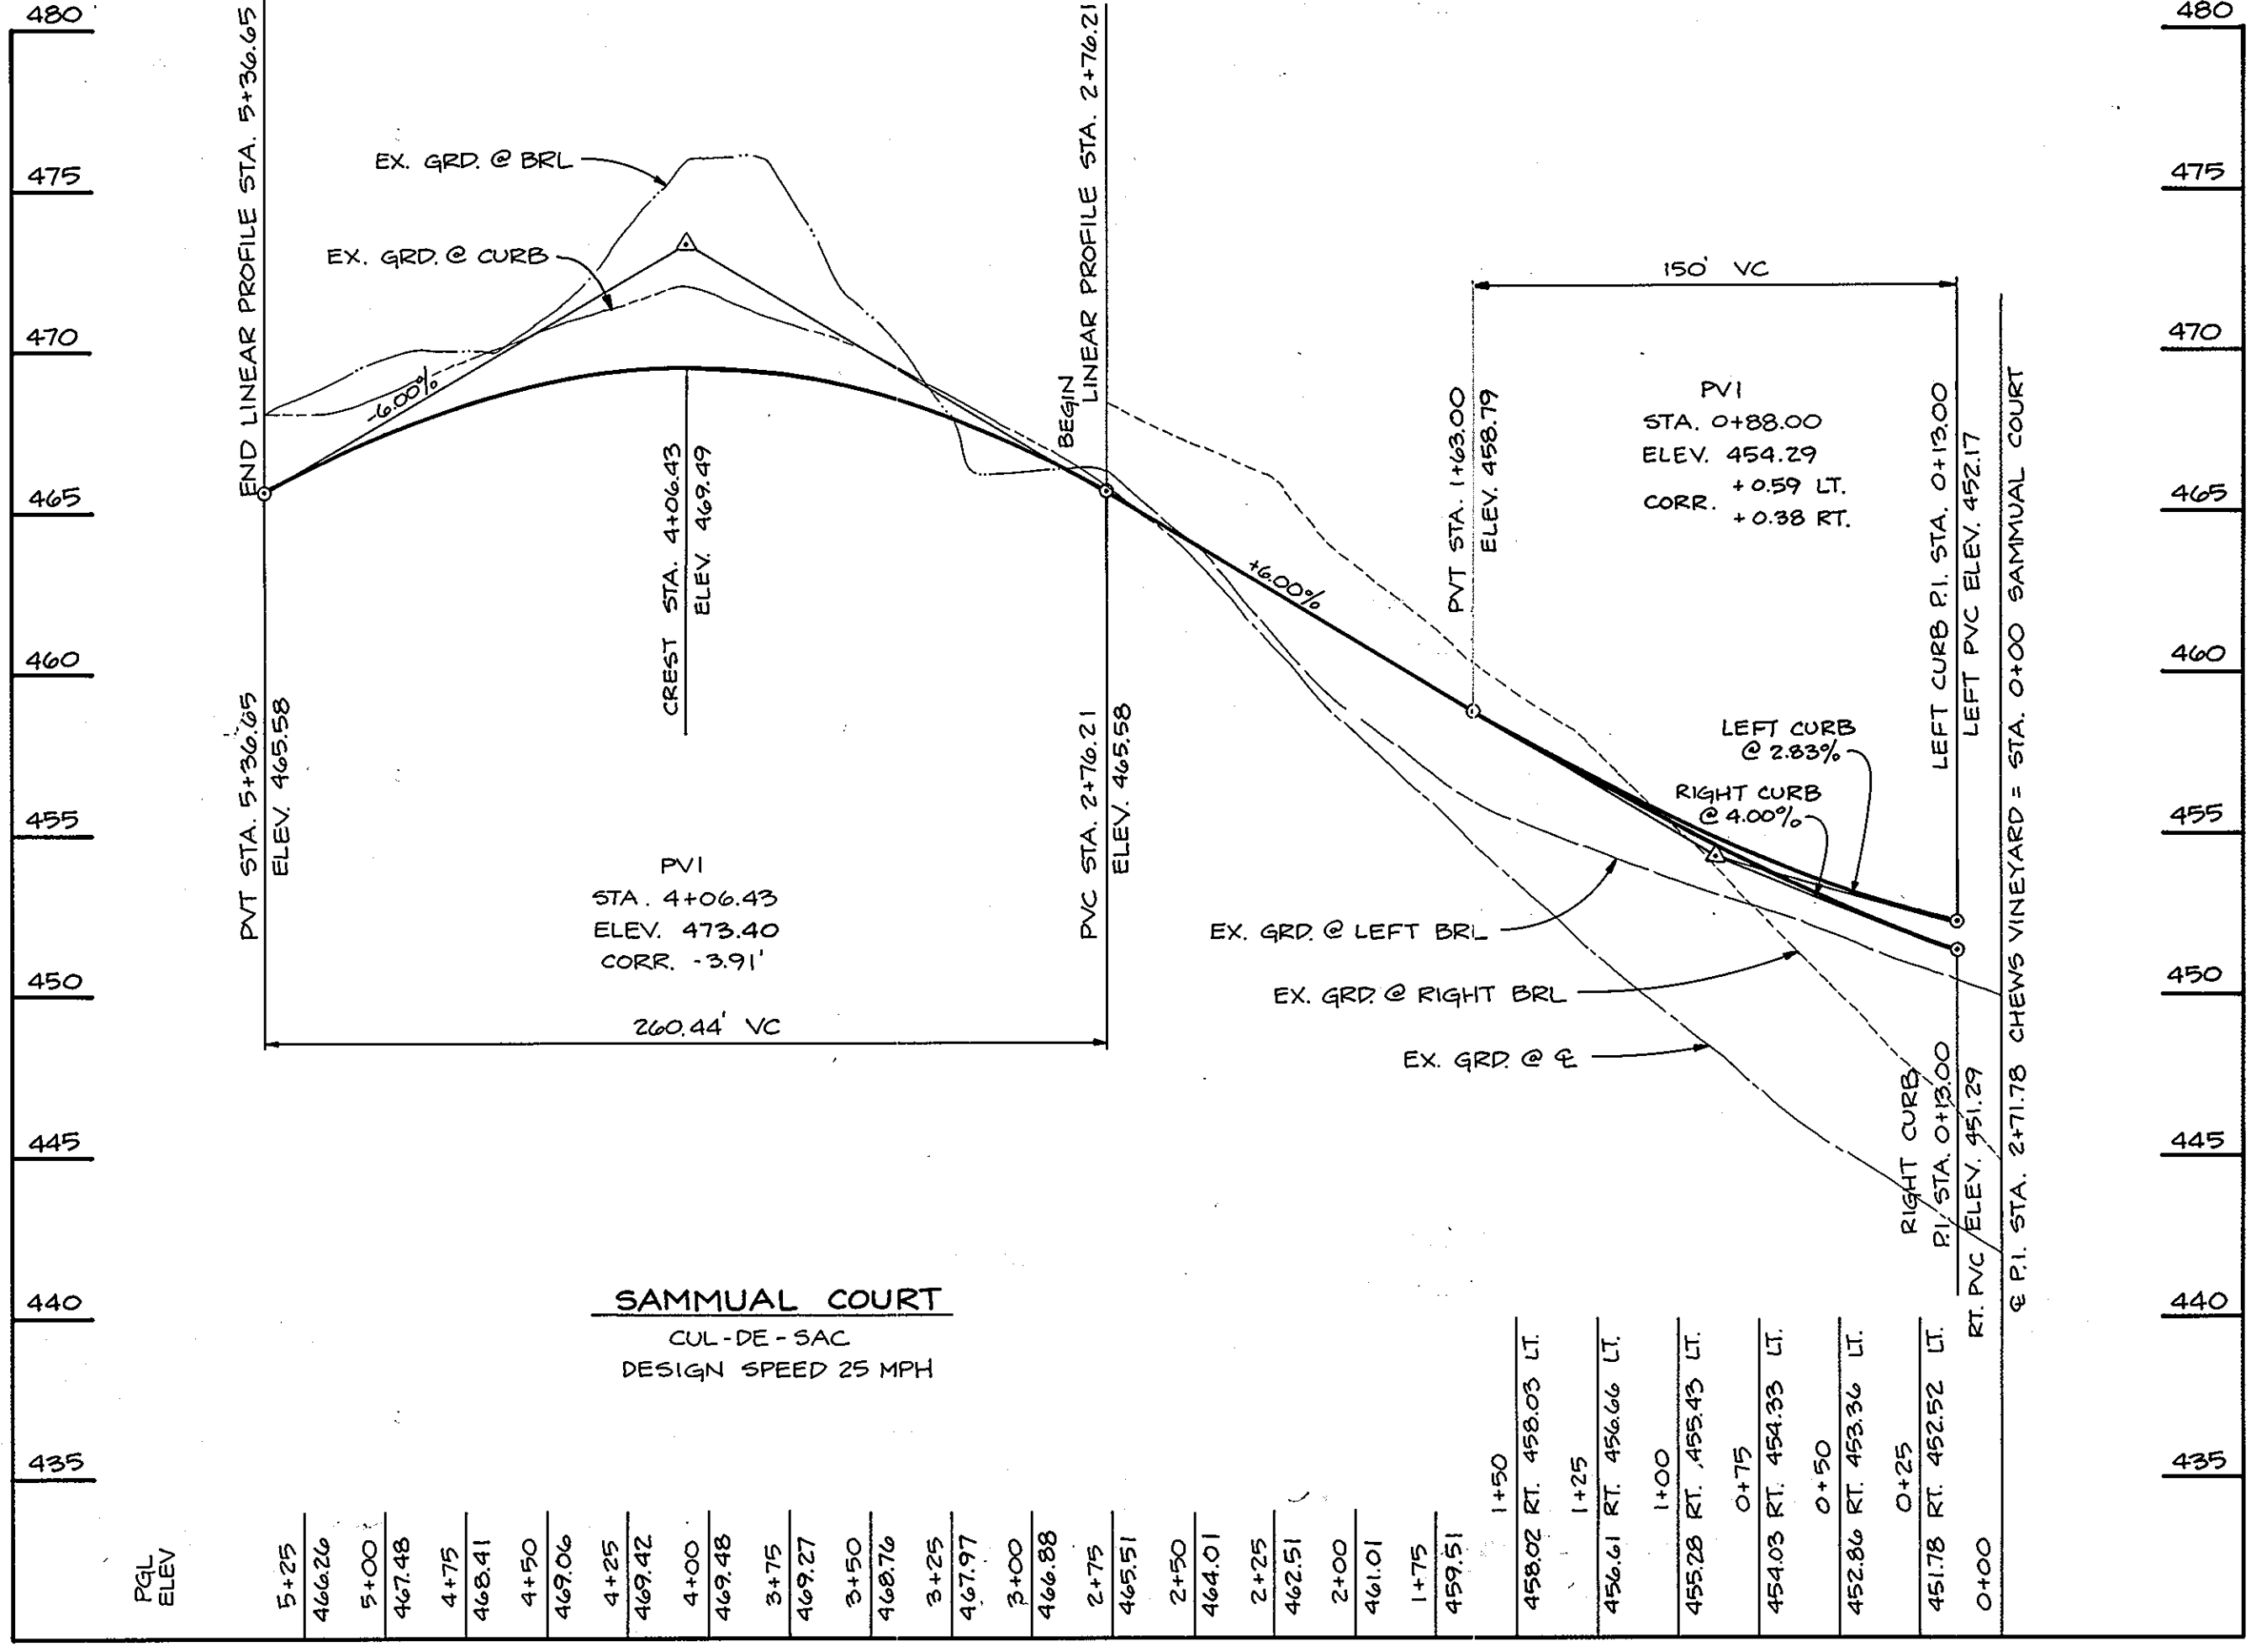 480
475
470
465
460
455
450
445
440
435
END LINEAR PROFILE STA. 5+36.65
PVT STA. 5+36.65
ELEV. 465.58
EX. GRD. @ BRL
EX. GRD. @ CURB
-6.00%
CREST STA. 4+06.43
ELEV. 469.49
PVI
STA. 4+06.43
ELEV. 473.40
CORR. -3.91'
260.44' VC
BEGIN
LINEAR PROFILE STA. 2+76.21
PVC STA. 2+76.21
ELEV. 465.58
+6.00%
150' VC
PVT STA. 1+63.00
ELEV. 458.79
PVI
STA. 0+88.00
ELEV. 454.29
CORR. +0.59 LT.
+0.38 RT.
LEFT CURB P.I. STA. 0+13.00
LEFT PVC ELEV. 452.17
LEFT CURB
@ 2.83%
RIGHT CURB
@ 4.00%
EX. GRD. @ LEFT BRL
EX. GRD. @ RIGHT BRL
EX. GRD. @ ℄
RIGHT CURB
P.I. STA. 0+13.00
RT. PVC ELEV. 451.29
℄ P.I. STA. 2+71.78 CHEWS VINEYARD = STA. 0+00 SAMMUAL COURT
480
475
470
465
460
455
450
445
440
435
SAMMUAL COURT
CUL-DE-SAC
DESIGN SPEED 25 MPH
PGL
ELEV
5+25
466.26
5+00
467.48
4+75
468.41
4+50
469.06
4+25
469.42
4+00
469.48
3+75
469.27
3+50
468.76
3+25
467.97
3+00
466.88
2+75
465.51
2+50
464.01
2+25
462.51
2+00
461.01
1+75
459.51
1+50
458.02 RT. 458.03 LT.
1+25
456.61 RT. 456.66 LT.
1+00
455.28 RT. 455.43 LT.
0+75
454.03 RT. 454.33 LT.
0+50
452.86 RT. 453.36 LT.
0+25
451.78 RT. 452.52 LT.
0+00